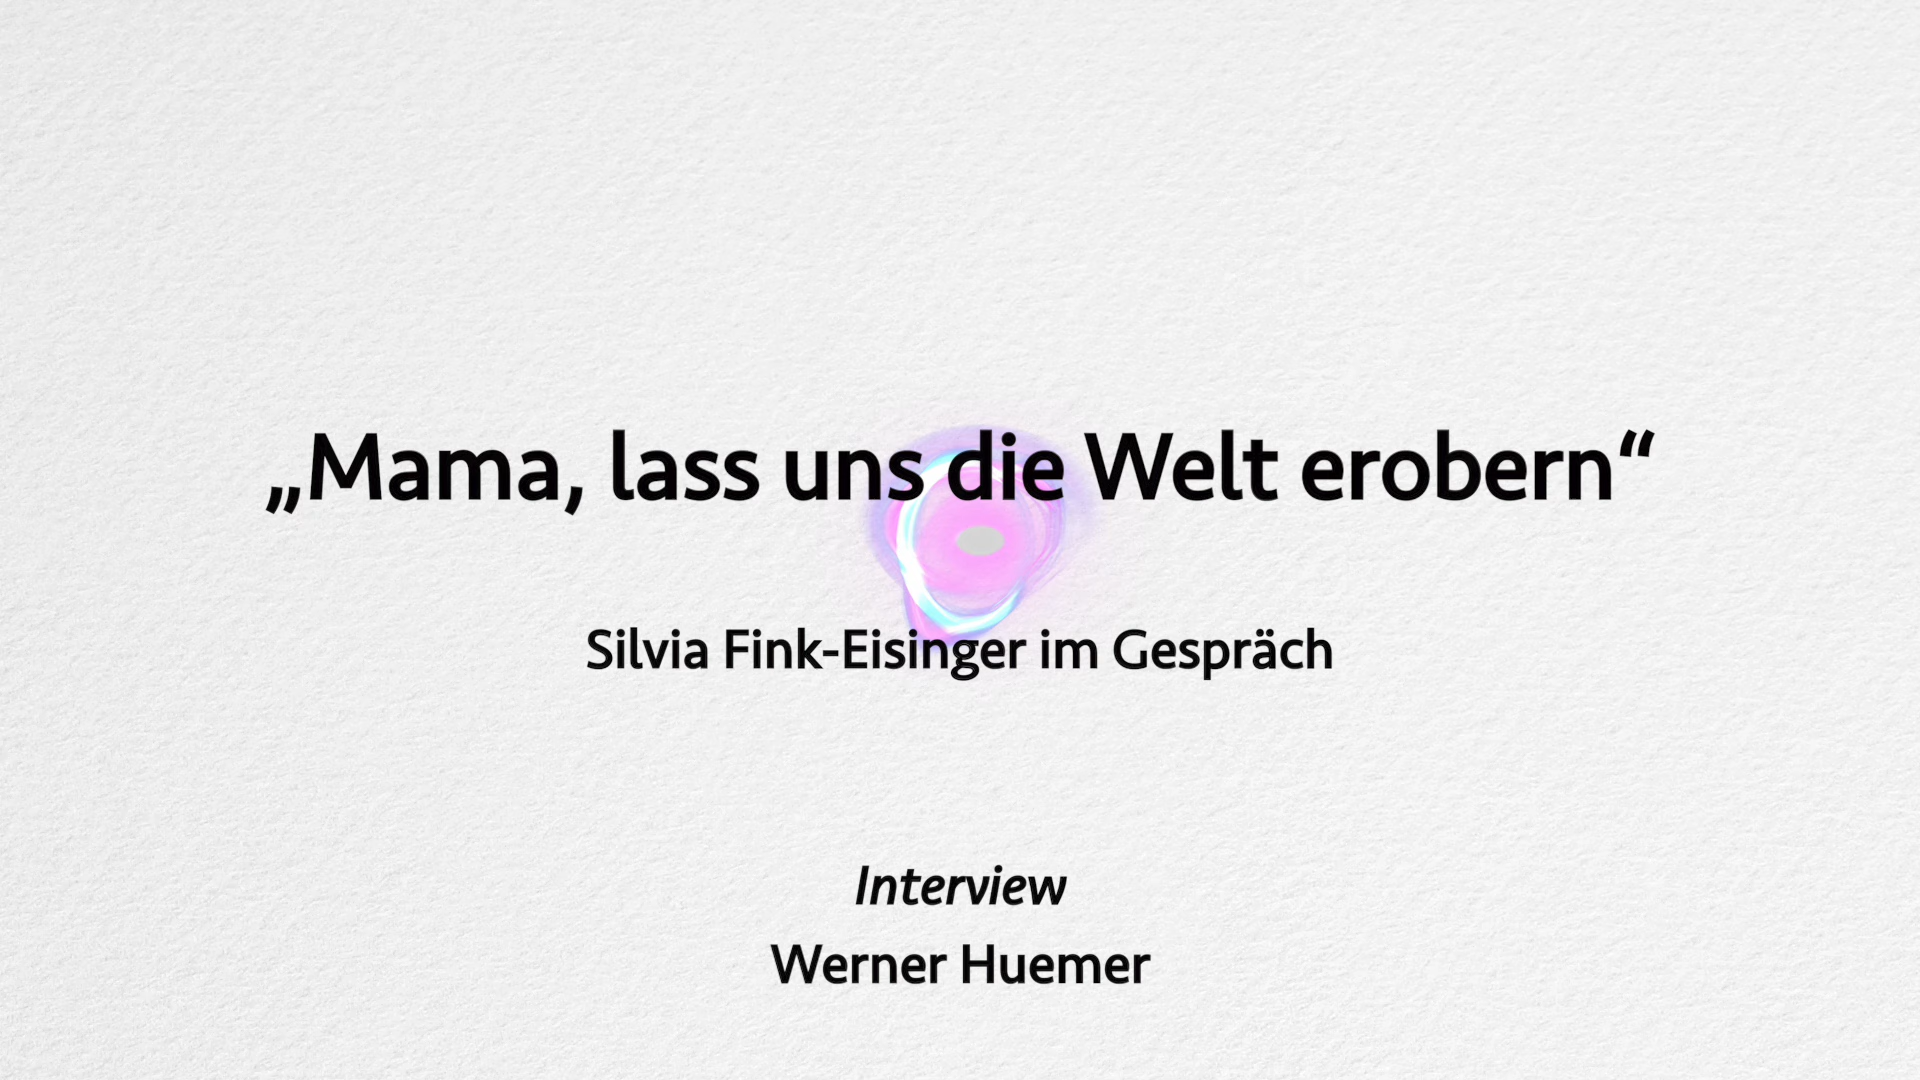 „Mama, lass uns die Welt erobern“
Silvia Fink-Eisinger im Gespräch
Interview
Werner Huemer